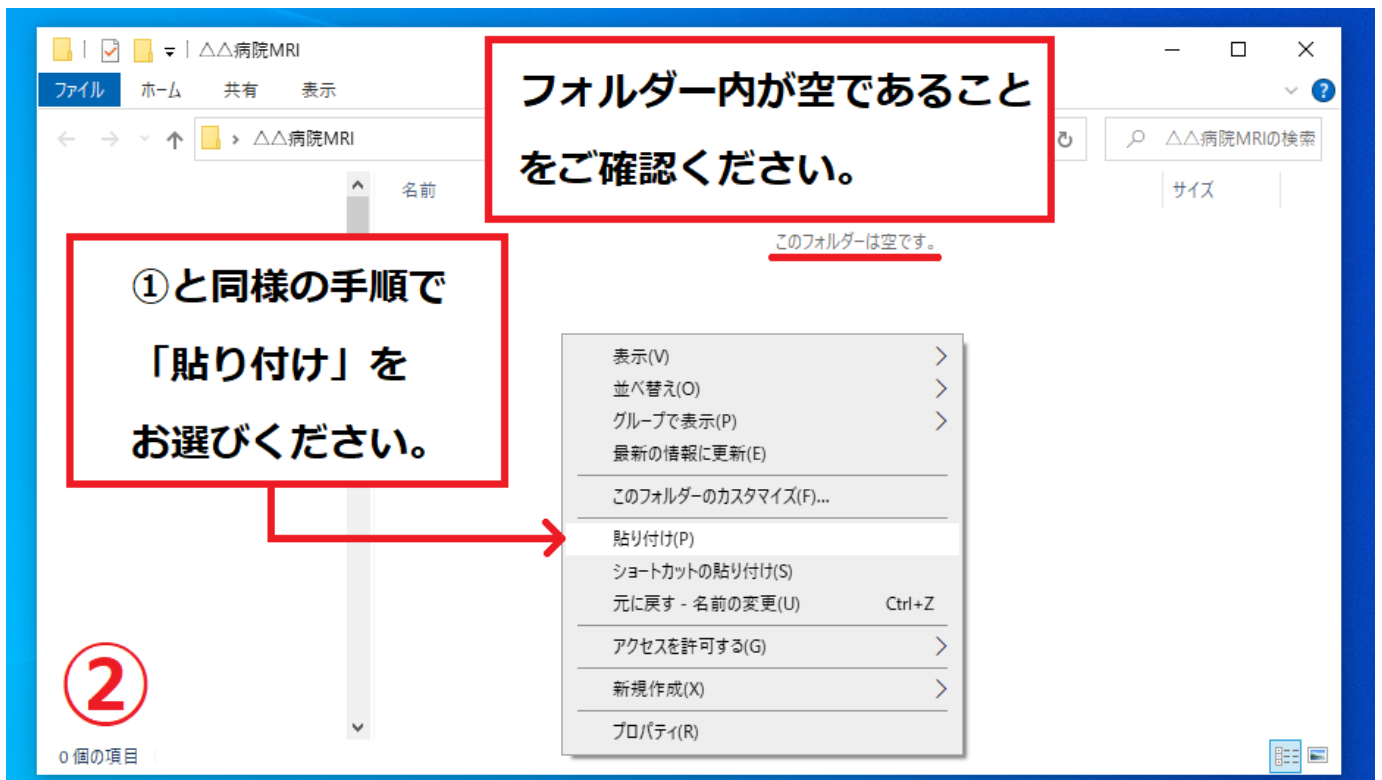 △△病院MRI
ファイル ホーム 共有 表示
フォルダー内が空であること
をご確認ください。
△△病院MRI
△△病院MRIの検索
名前
サイズ
このフォルダーは空です。
①と同様の手順で
「貼り付け」を
お選びください。
表示(V)
並べ替え(O)
グループで表示(P)
最新の情報に更新(E)
このフォルダーのカスタマイズ(F)...
貼り付け(P)
ショートカットの貼り付け(S)
元に戻す - 名前の変更(U) Ctrl+Z
アクセスを許可する(G)
新規作成(X)
プロパティ(R)
②
0 個の項目